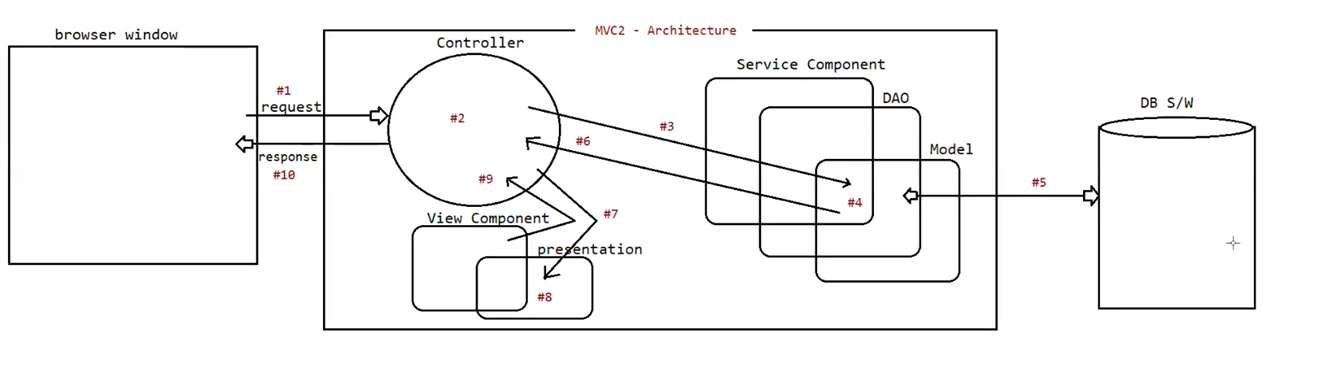 MVC2 - Architecture
browser window
Controller
Service Component
DAO
DB S/W
#1
request
#2
#3
#6
Model
response
#10
#9
#4
#5
View Component
#7
presentation
#8